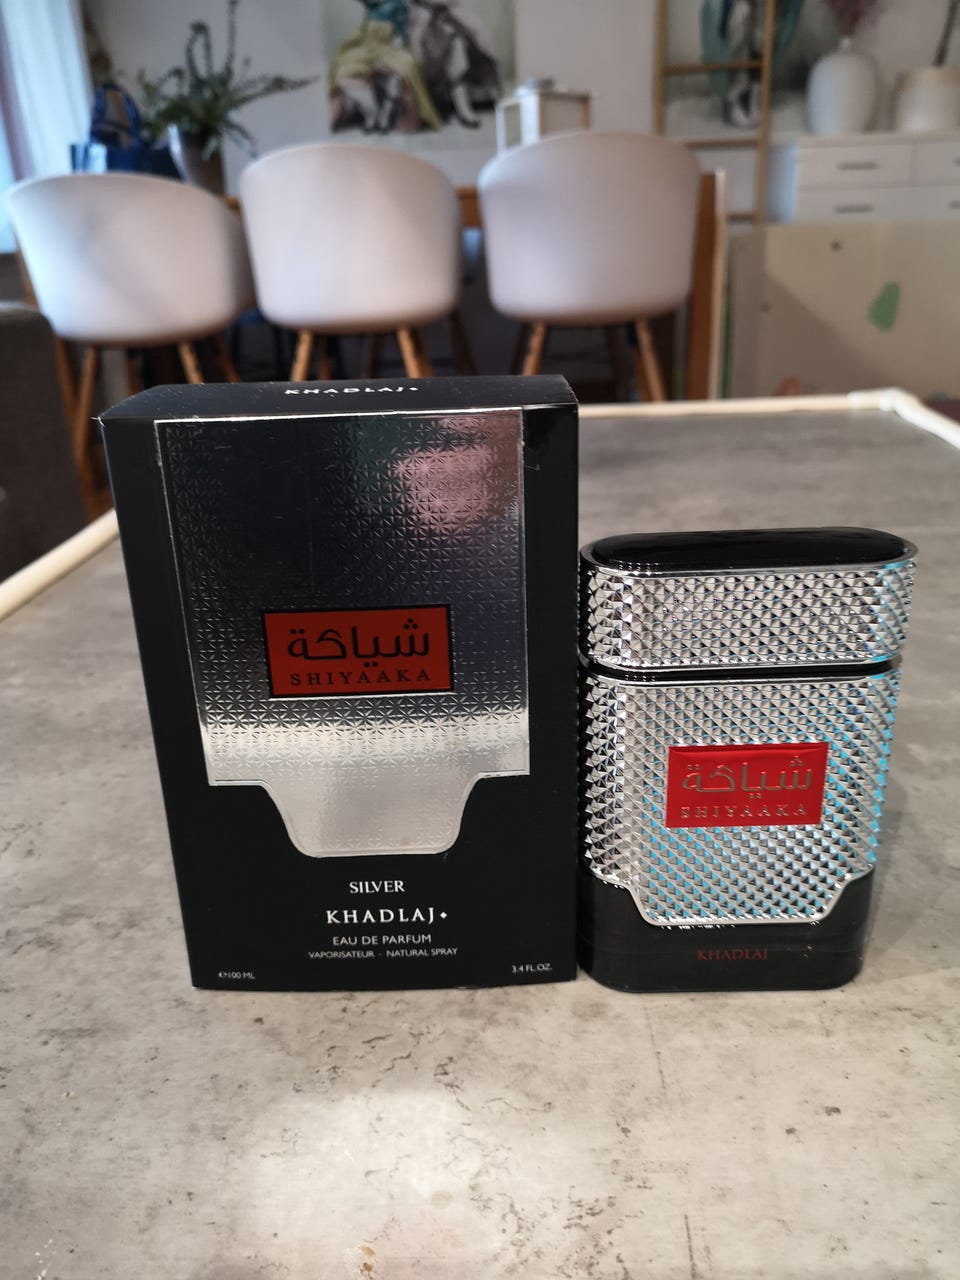 KHADLAJ
شياكة
SHIYAAKA
SILVER
KHADLAJ
EAU DE PARFUM
VAPORISATEUR - NATURAL SPRAY
℮100 ML
3.4 FL.OZ.
شياكة
SHIYAAKA
KHADLAJ